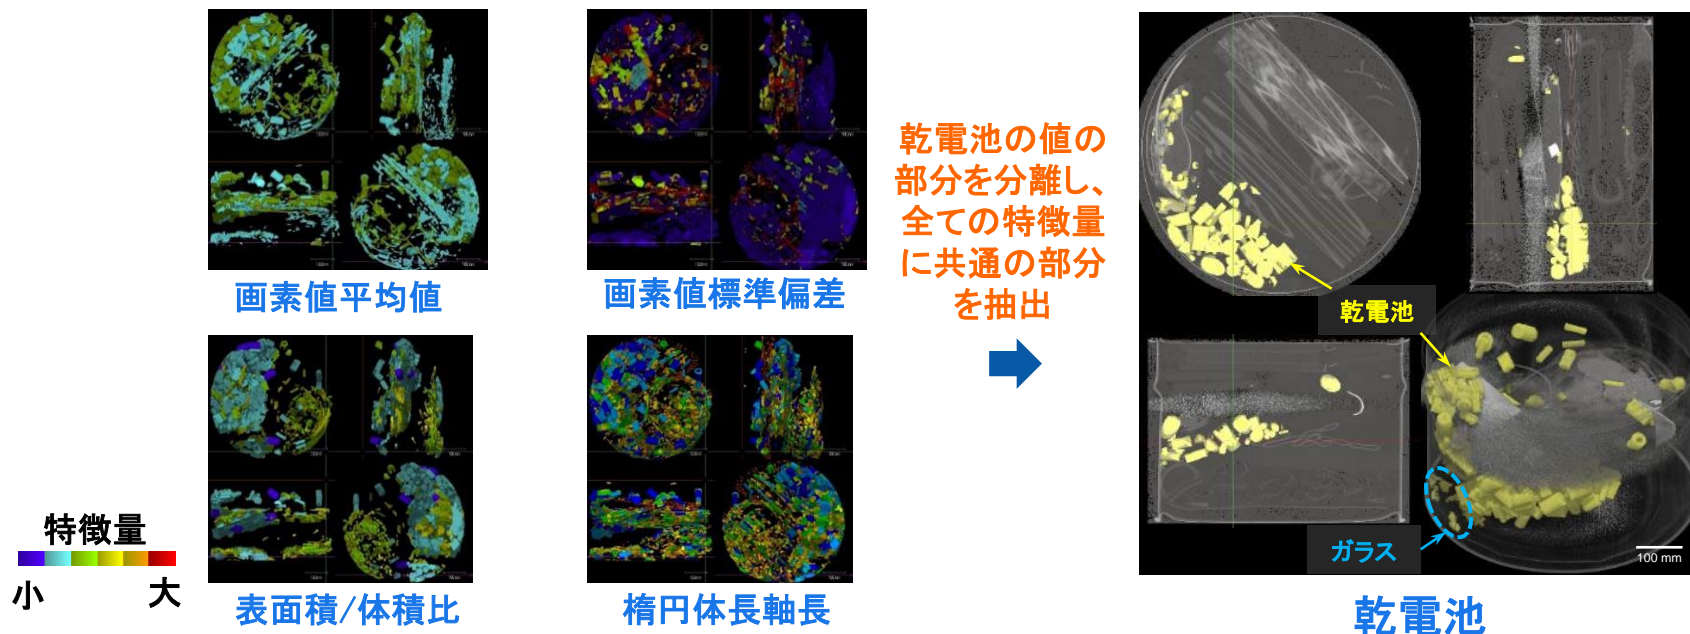 画素値平均値
画素値標準偏差
表面積/体積比
楕円体長軸長
特徴量
小
大
乾電池の値の
部分を分離し、
全ての特徴量
に共通の部分
を抽出
乾電池
ガラス
100 mm
乾電池